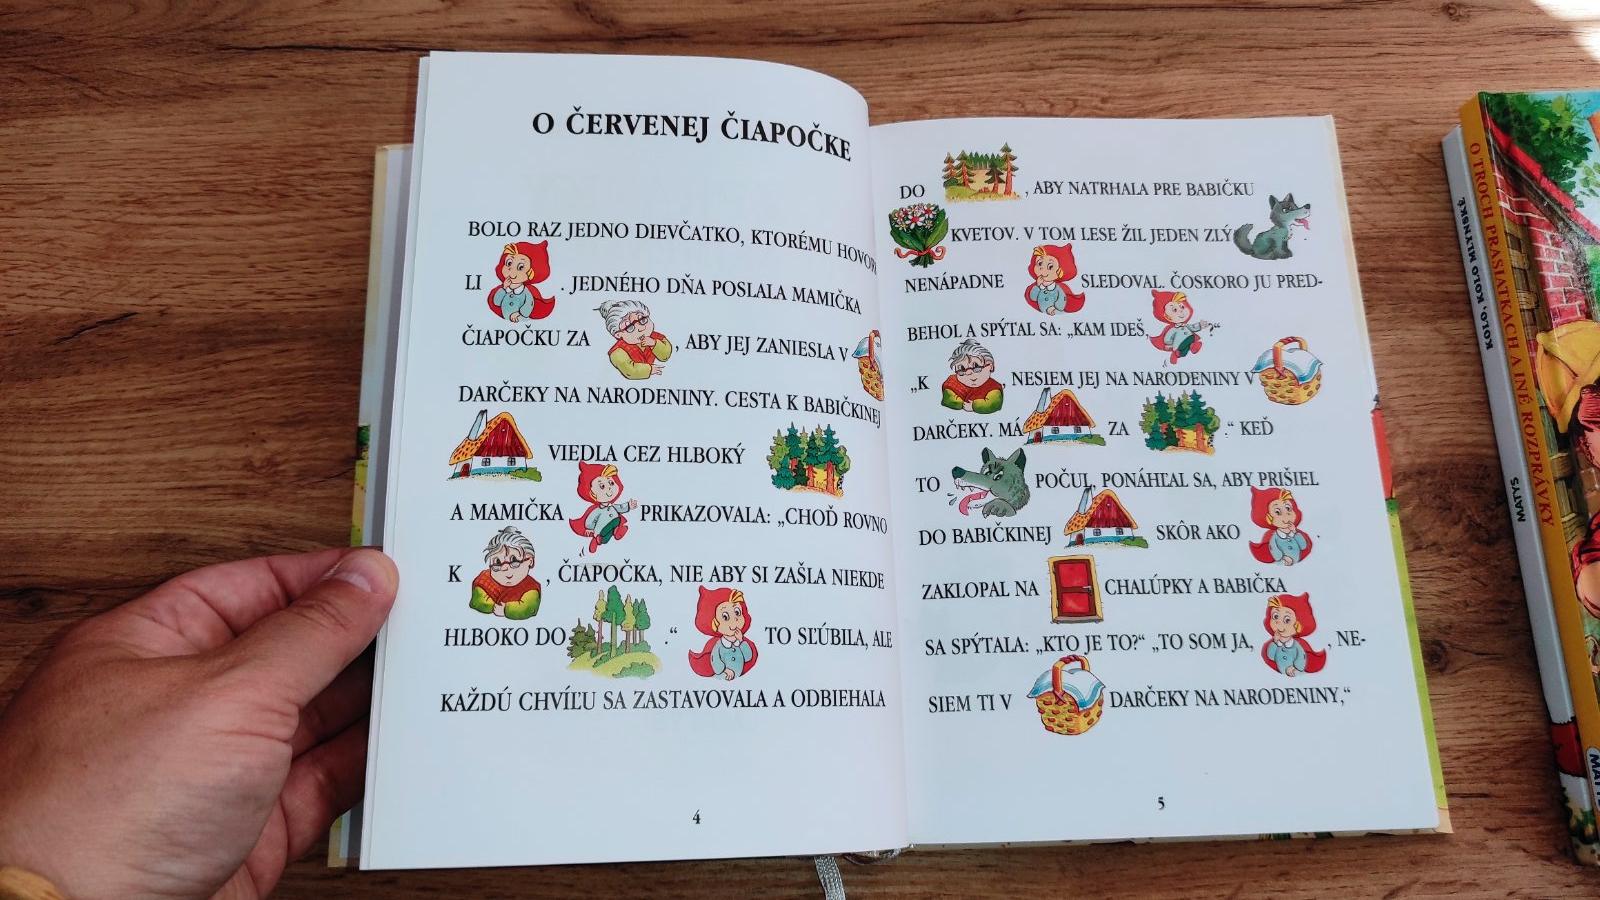 O ČERVENEJ ČIAPOČKE
BOLO RAZ JEDNO DIEVČATKO, KTORÉMU HOVORI
LI . JEDNÉHO DŇA POSLALA MAMIČKA
ČIAPOČKU ZA , ABY JEJ ZANIESLA V
DARČEKY NA NARODENINY. CESTA K BABIČKINEJ
VIEDLA CEZ HLBOKÝ
A MAMIČKA PRIKAZOVALA: „CHOĎ ROVNO
K , ČIAPOČKA, NIE ABY SI ZAŠLA NIEKDE
HLBOKO DO .“ TO SĽÚBILA, ALE
KAŽDÚ CHVÍĽU SA ZASTAVOVALA A ODBIEHALA
4
DO , ABY NATRHALA PRE BABIČKU
KVETOV. V TOM LESE ŽIL JEDEN ZLÝ .
NENÁPADNE SLEDOVAL. ČOSKORO JU PRED-
BEHOL A SPÝTAL SA: „KAM IDEŠ, ?“
„K , NESIEM JEJ NA NARODENINY V
DARČEKY. MÁ ZA .“ KEĎ
TO POČUL, PONÁHĽAL SA, ABY PRIŠIEL
DO BABIČKINEJ SKÔR AKO .
ZAKLOPAL NA CHALÚPKY A BABIČKA
SA SPÝTALA: „KTO JE TO?“ „TO SOM JA, , NE-
SIEM TI V DARČEKY NA NARODENINY,“
5
O TROCH PRASIATKACH A INÉ ROZPRÁVKY
KOLO, KOLO MLYNSKÉ
MATYS